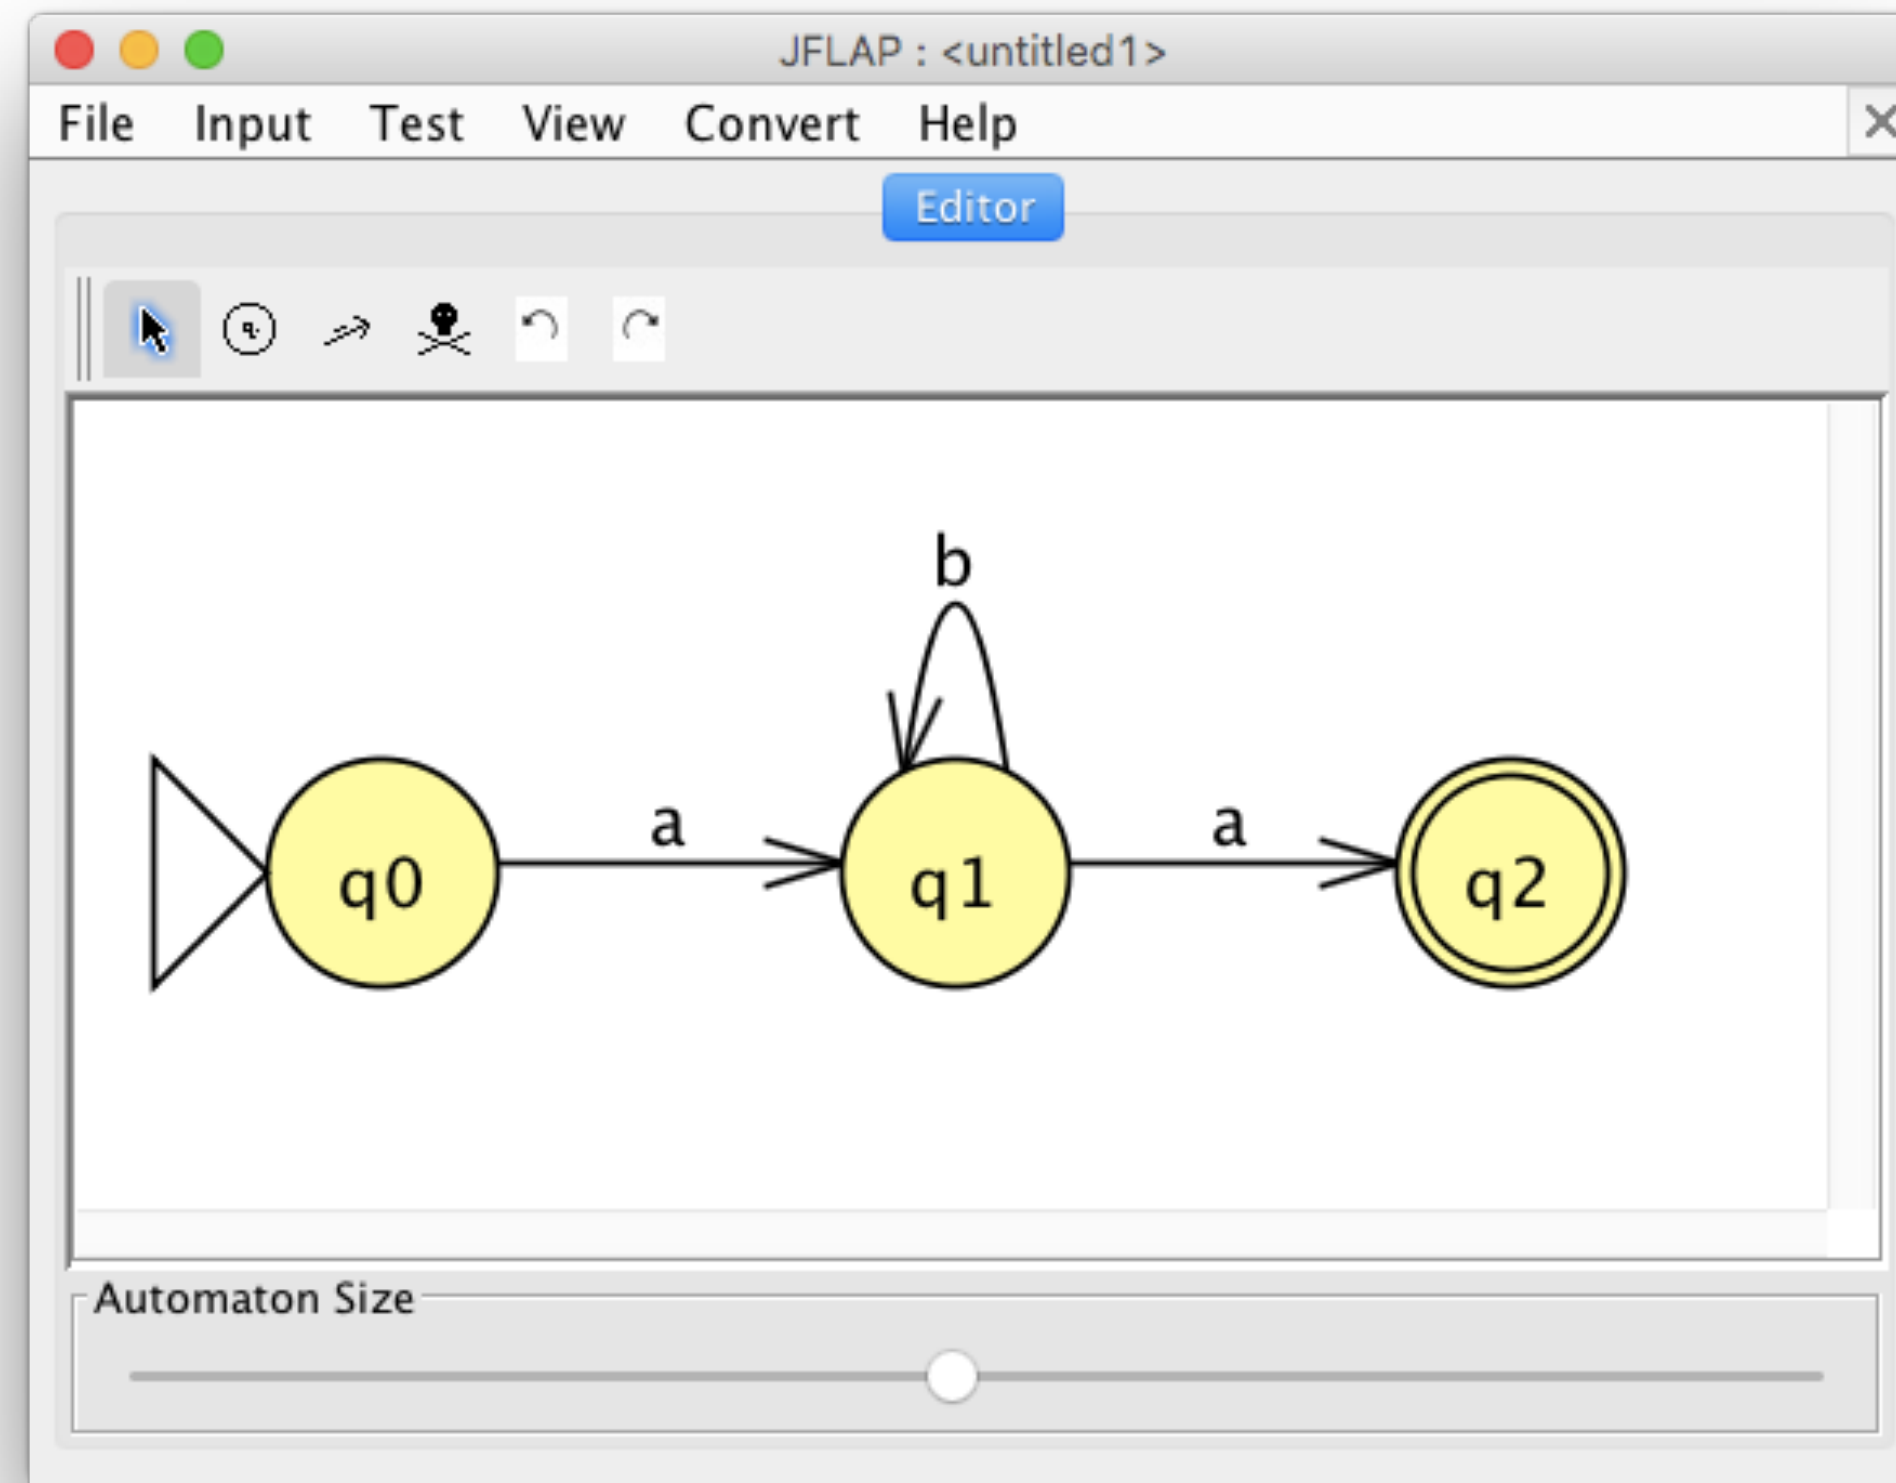 JFLAP : <untitled1>
File Input Test View Convert Help
Editor
q
b
a a
q0 q1 q2
Automaton Size